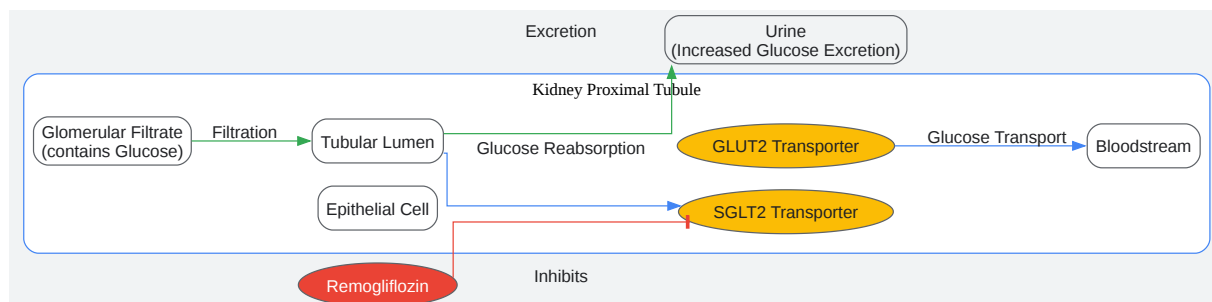 Excretion
Urine
(Increased Glucose Excretion)
Kidney Proximal Tubule
Glomerular Filtrate
(contains Glucose)
Filtration
Tubular Lumen
Glucose Reabsorption
GLUT2 Transporter
Glucose Transport
Bloodstream
Epithelial Cell
SGLT2 Transporter
Inhibits
Remogliflozin